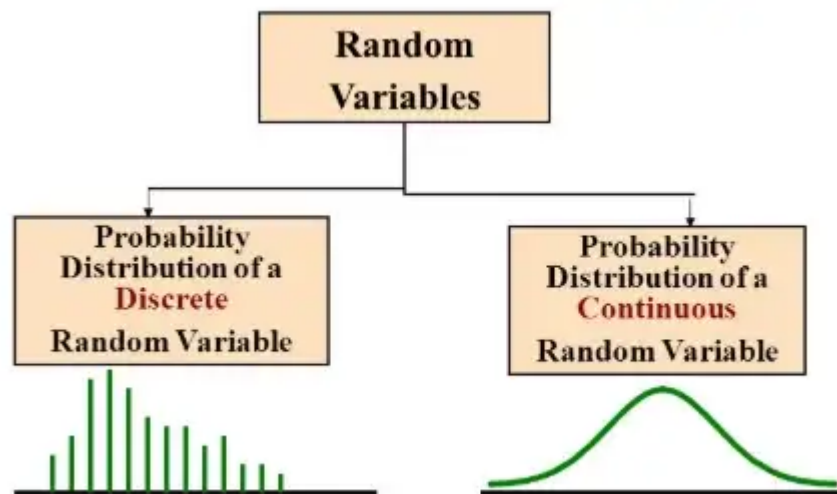 Random
Variables
Probability
Distribution of a
Discrete
Random Variable
Probability
Distribution of a
Continuous
Random Variable